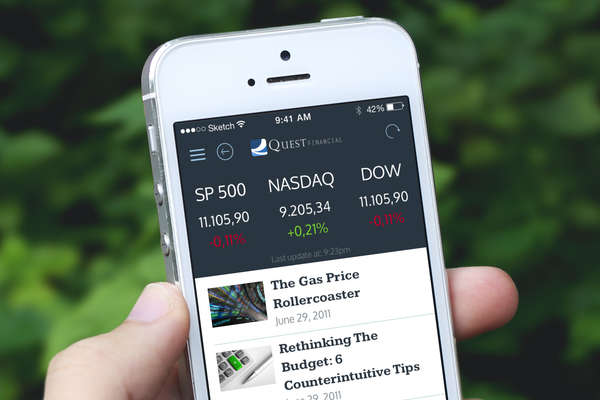 Sketch 9:41 AM 42%
QUEST FINANCIAL
SP 500 NASDAQ DOW
11.105,90 9.205,34 11.105,90
-0,11% +0,21% -0,11%
Last update at: 9:23pm
The Gas Price
Rollercoaster
June 29, 2011
Rethinking The
Budget: 6
Counterintuitive Tips